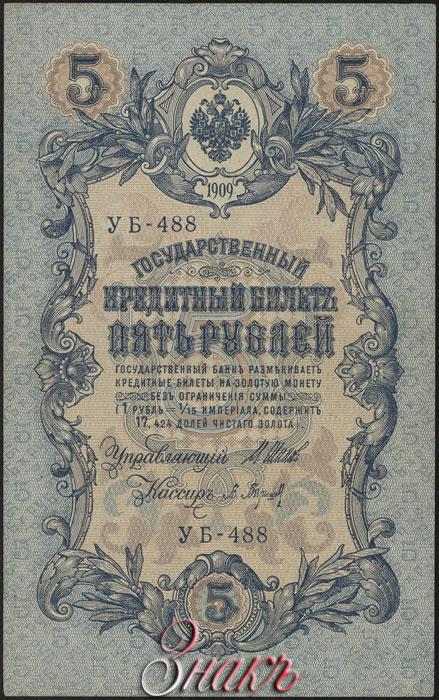 5 5
1909
УБ-488
ГОСУДАРСТВЕННЫЙ
КРЕДИТНЫЙ БИЛЕТЪ
ПЯТЬ РУБЛЕЙ
ГОСУДАРСТВЕННЫЙ БАНКЪ РАЗМѢНИВАЕТЪ
КРЕДИТНЫЕ БИЛЕТЫ НА ЗОЛОТУЮ МОНЕТУ
БЕЗЪ ОГРАНИЧЕНІЯ СУММЫ
(1 РУБЛЬ = 1/15 ИМПЕРІАЛА, СОДЕРЖИТЪ
17,424 ДОЛЕЙ ЧИСТАГО ЗОЛОТА).
Управляющій
Кассиръ
УБ-488
5
Знакъ